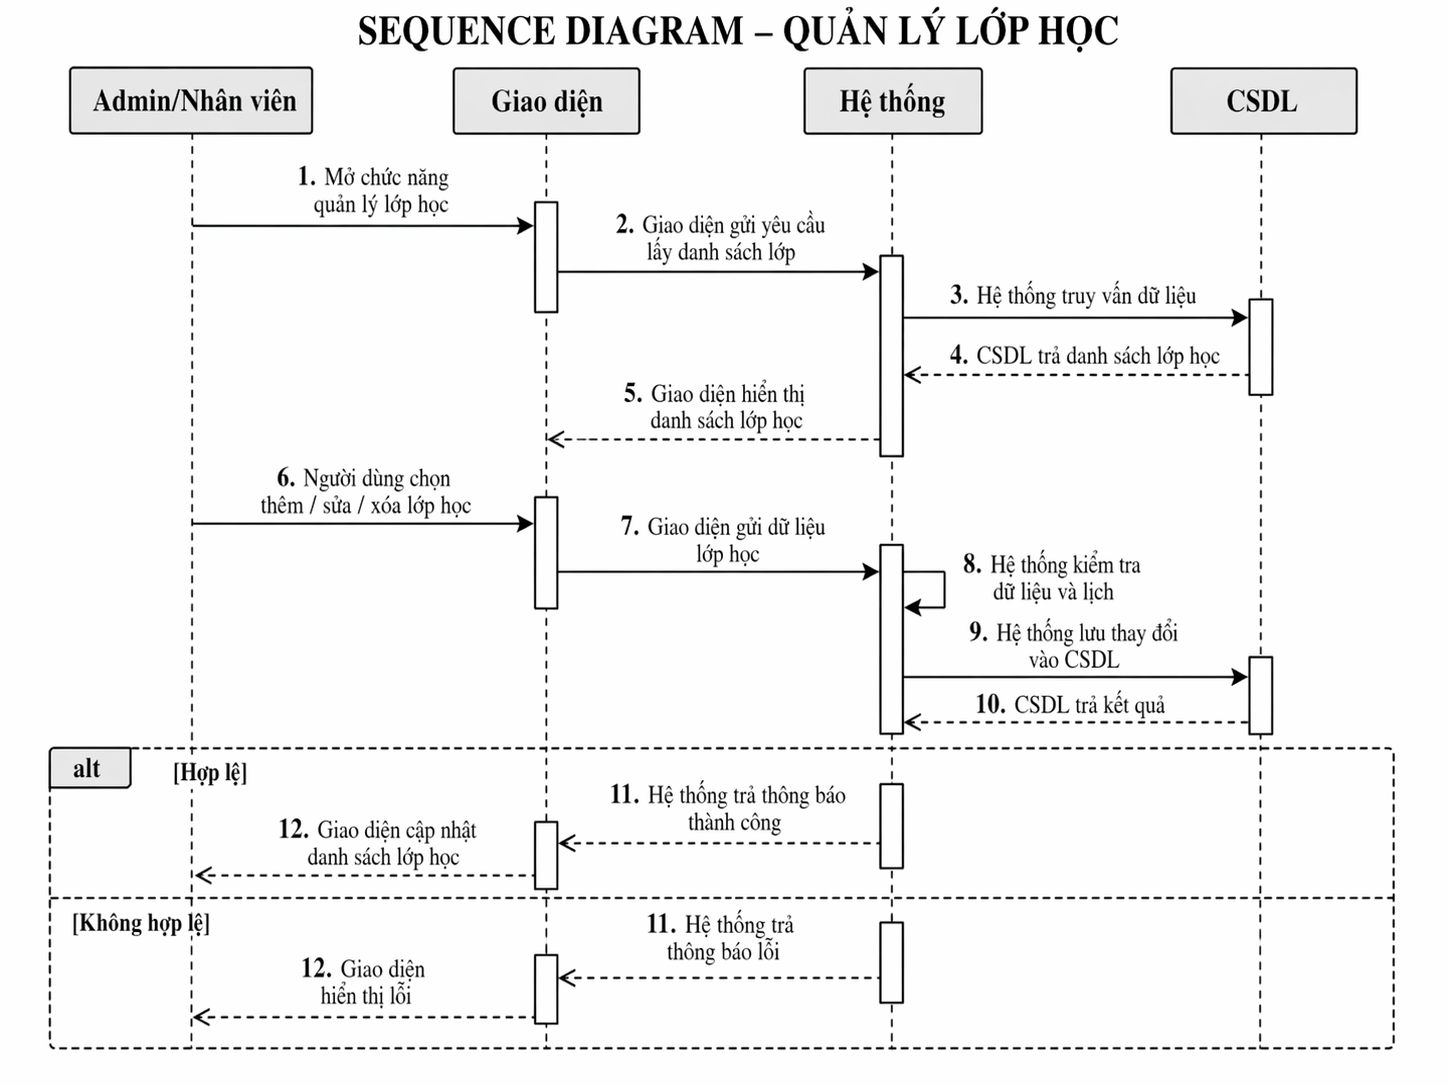 SEQUENCE DIAGRAM – QUẢN LÝ LỚP HỌC
Admin/Nhân viên
Giao diện
Hệ thống
CSDL
1. Mở chức năng
quản lý lớp học
2. Giao diện gửi yêu cầu
lấy danh sách lớp
3. Hệ thống truy vấn dữ liệu
4. CSDL trả danh sách lớp học
5. Giao diện hiển thị
danh sách lớp học
6. Người dùng chọn
thêm / sửa / xóa lớp học
7. Giao diện gửi dữ liệu
lớp học
8. Hệ thống kiểm tra
dữ liệu và lịch
9. Hệ thống lưu thay đổi
vào CSDL
10. CSDL trả kết quả
alt
[Hợp lệ]
11. Hệ thống trả thông báo
thành công
12. Giao diện cập nhật
danh sách lớp học
[Không hợp lệ]
11. Hệ thống trả
thông báo lỗi
12. Giao diện
hiển thị lỗi